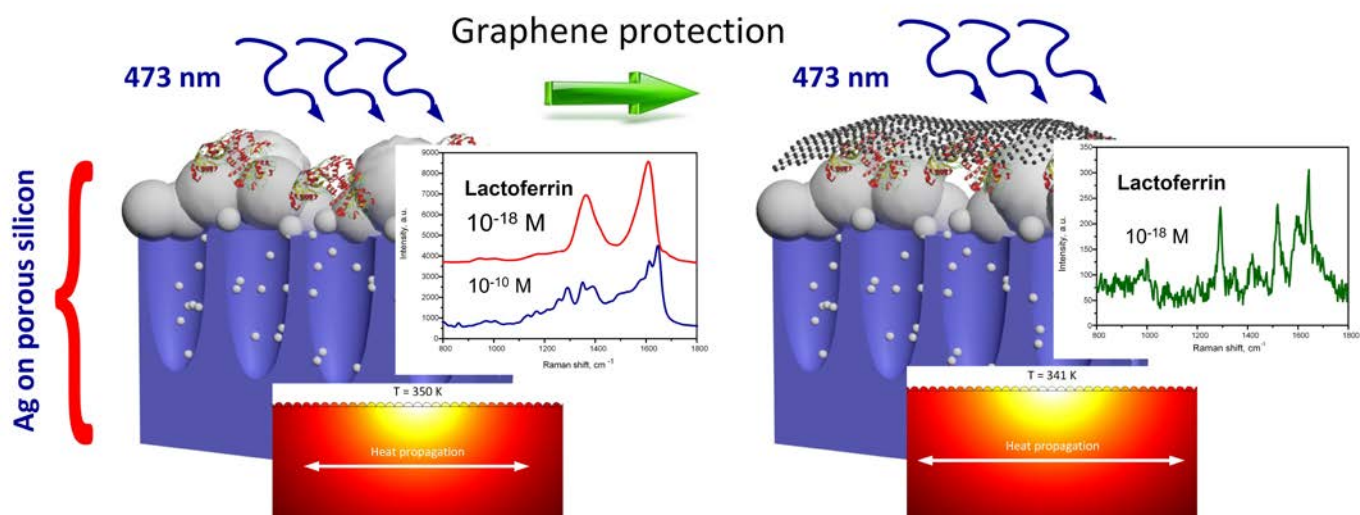 Graphene protection
473 nm
473 nm
Ag on porous silicon
Lactoferrin
10⁻¹⁸ M
10⁻¹⁰ M
Intensity, a.u.
9000
8000
7000
6000
5000
4000
3000
2000
1000
0
800 1000 1200 1400 1600 1800
Raman shift, cm⁻¹
T = 350 K
Heat propagation
Lactoferrin
10⁻¹⁸ M
Intensity, a.u.
350
300
250
200
150
100
50
0
800 1000 1200 1400 1600 1800
Raman shift, cm⁻¹
T = 341 K
Heat propagation